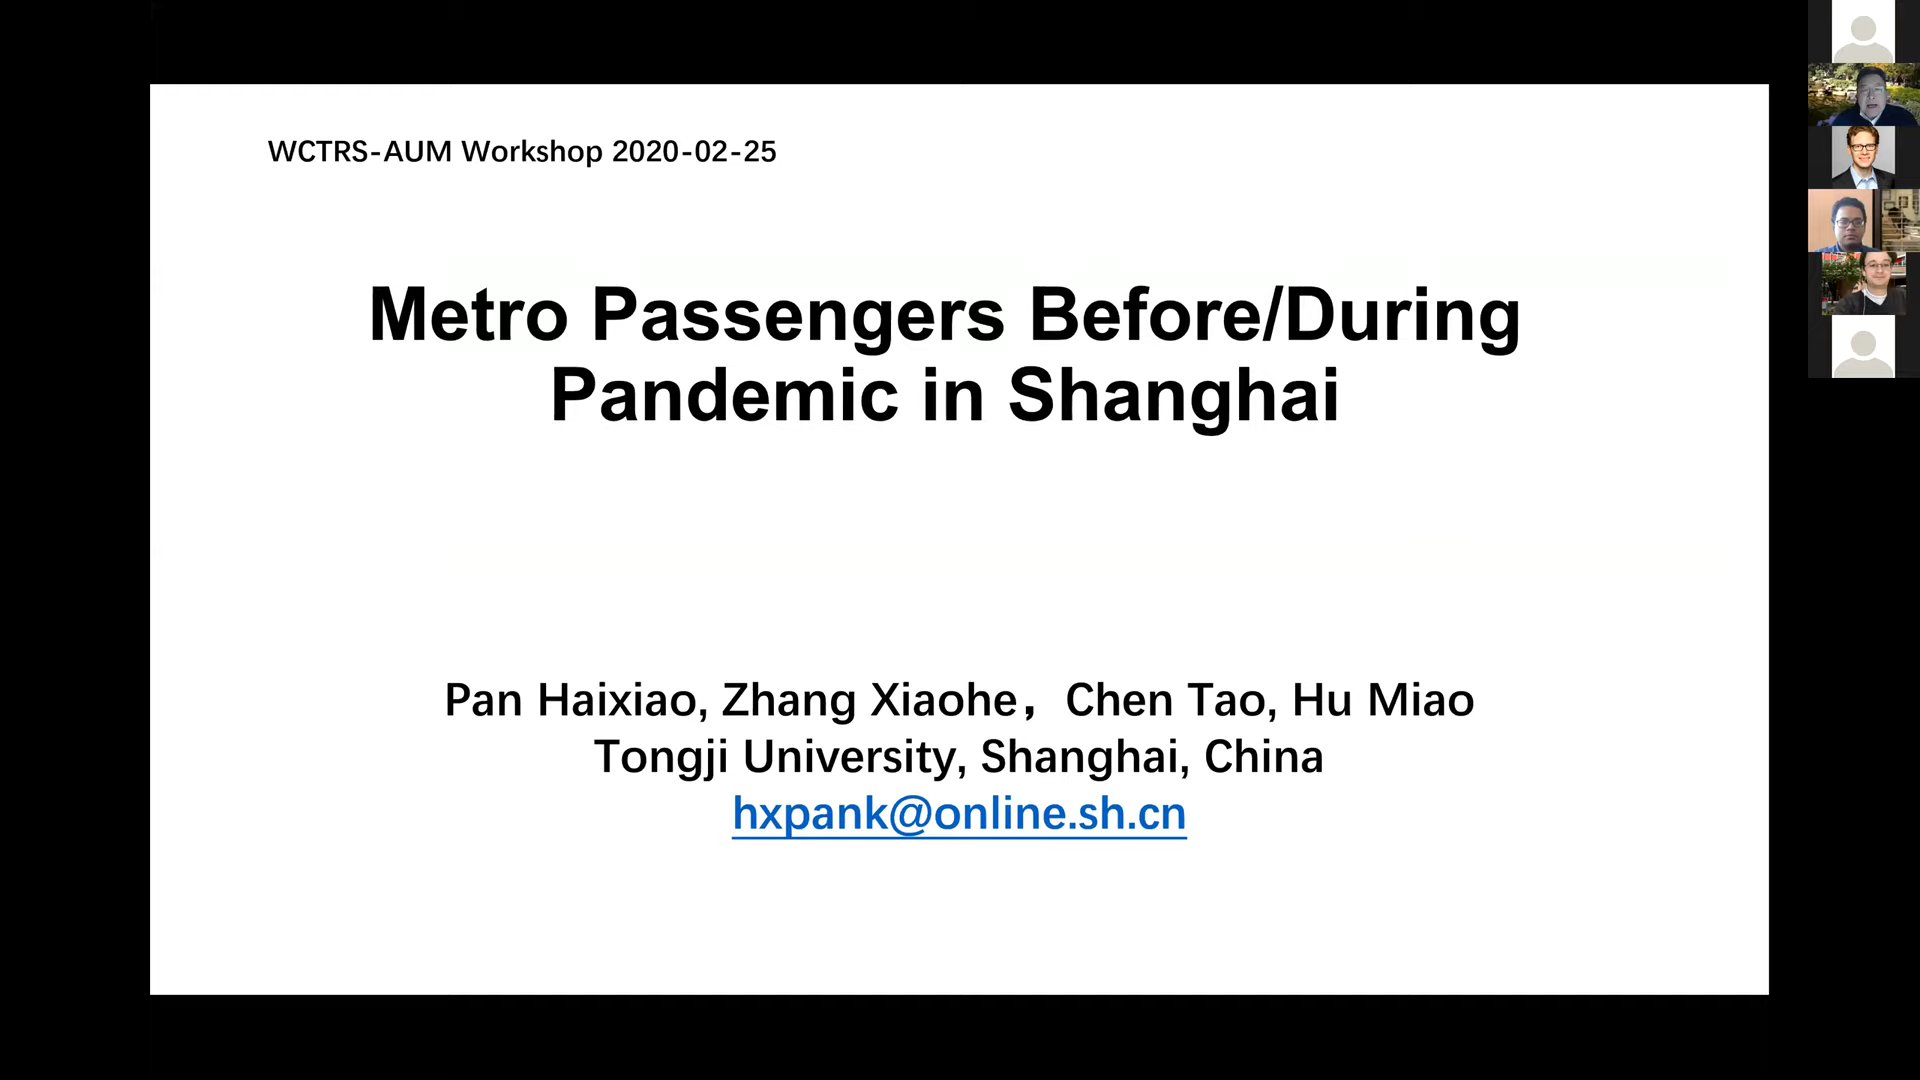 WCTRS-AUM Workshop 2020-02-25
Metro Passengers Before/During
Pandemic in Shanghai
Pan Haixiao, Zhang Xiaohe，Chen Tao, Hu Miao
Tongji University, Shanghai, China
hxpank@online.sh.cn